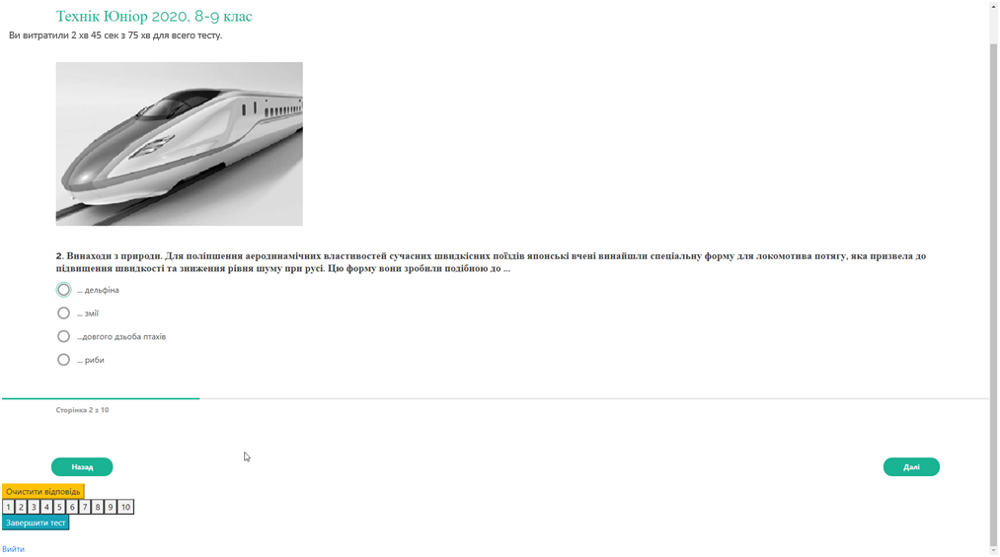 Технік Юніор 2020, 8-9 клас
Ви витратили 2 хв 45 сек з 75 хв для всего тесту.
2. Винаходи з природи. Для поліпшення аеродинамічних властивостей сучасних швидкісних поїздів японські вчені винайшли спеціальну форму для локомотива потягу, яка призвела до
підвищення швидкості та зниження рівня шуму при русі. Цю форму вони зробили подібною до ...
... дельфіна
... змії
...довгого дзьоба птахів
... риби
Сторінка 2 з 10
Назад
Далі
Очистити відповідь
1 2 3 4 5 6 7 8 9 10
Завершити тест
Вийти